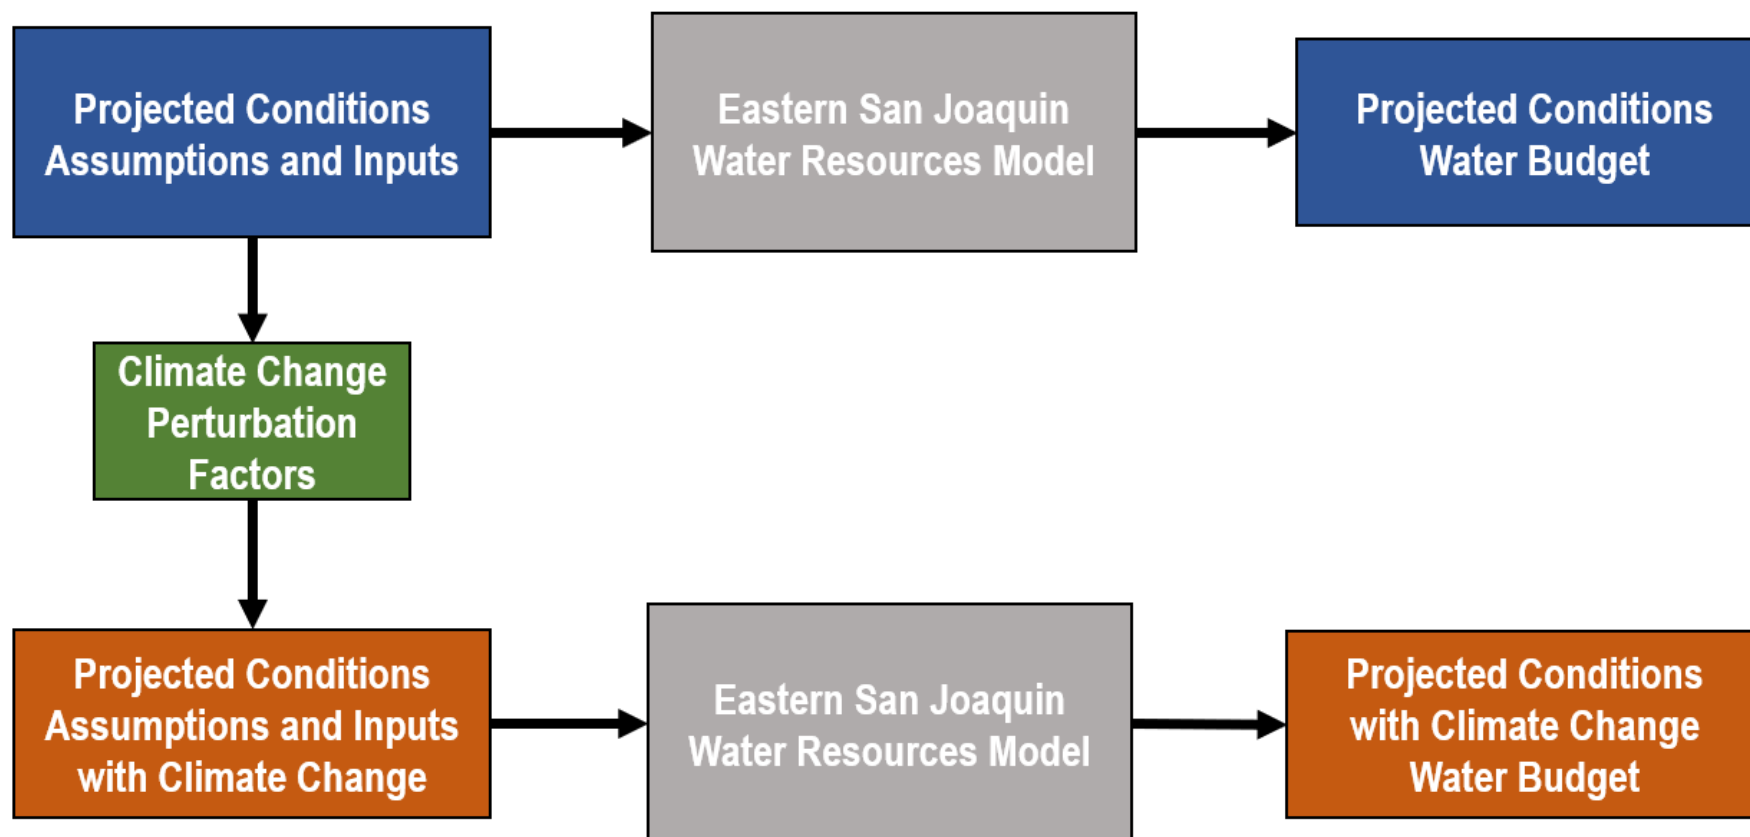 Projected Conditions
Assumptions and Inputs
Eastern San Joaquin
Water Resources Model
Projected Conditions
Water Budget
Climate Change
Perturbation
Factors
Projected Conditions
Assumptions and Inputs
with Climate Change
Eastern San Joaquin
Water Resources Model
Projected Conditions
with Climate Change
Water Budget